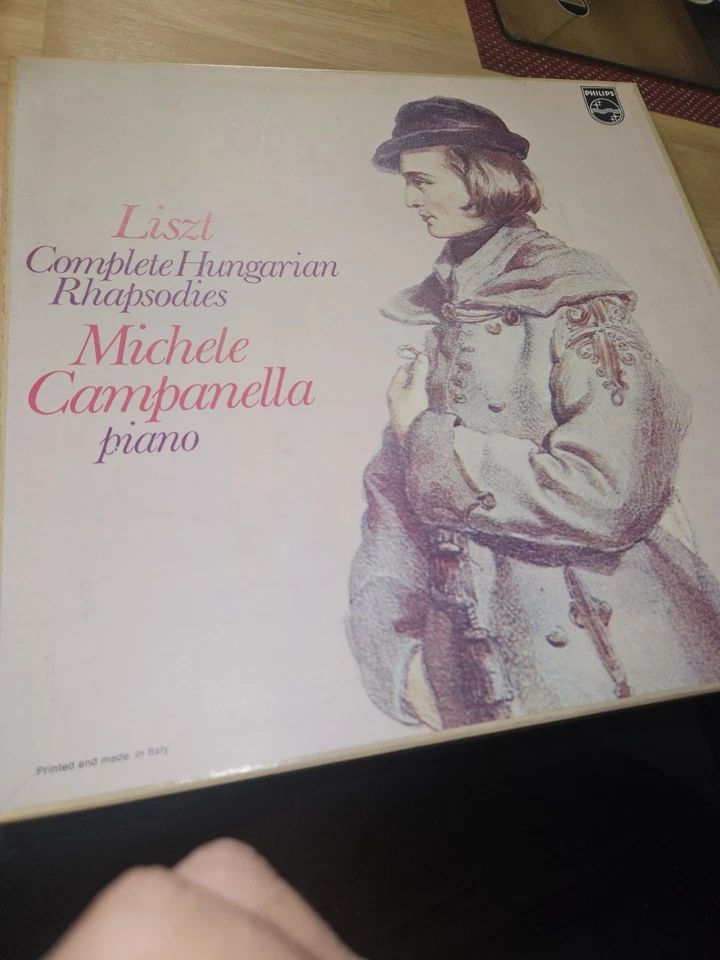 PHILIPS
Liszt
Complete Hungarian
Rhapsodies
Michele
Campanella
piano
Printed and made in Italy